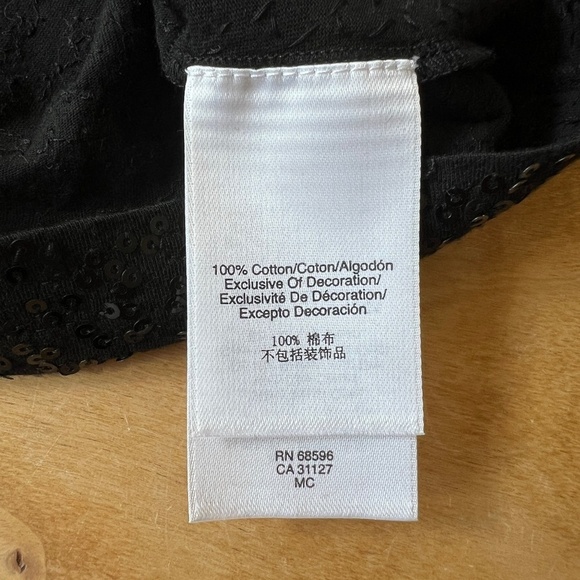 100% Cotton/Coton/Algodón
Exclusive Of Decoration/
Exclusivité De Décoration/
Excepto Decoración
100% 棉布
不包括装饰品
RN 68596
CA 31127
MC